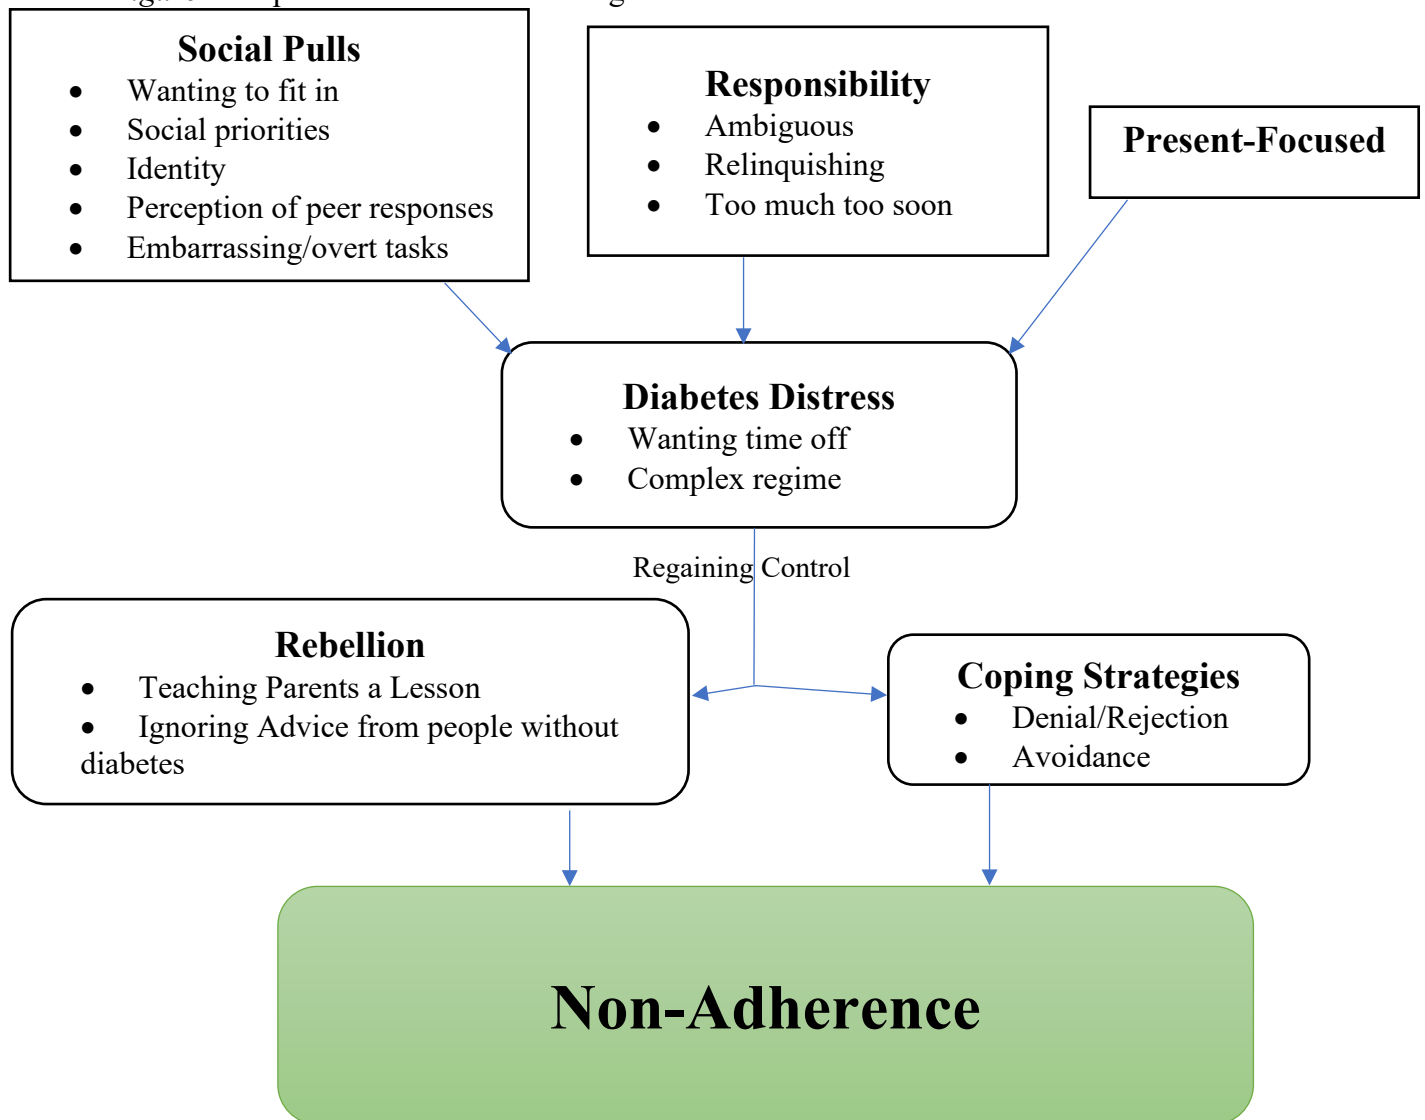 Social Pulls
• Wanting to fit in
• Social priorities
• Identity
• Perception of peer responses
• Embarrassing/overt tasks
Responsibility
• Ambiguous
• Relinquishing
• Too much too soon
Present-Focused
Diabetes Distress
• Wanting time off
• Complex regime
Regaining Control
Rebellion
• Teaching Parents a Lesson
• Ignoring Advice from people without
diabetes
Coping Strategies
• Denial/Rejection
• Avoidance
Non-Adherence